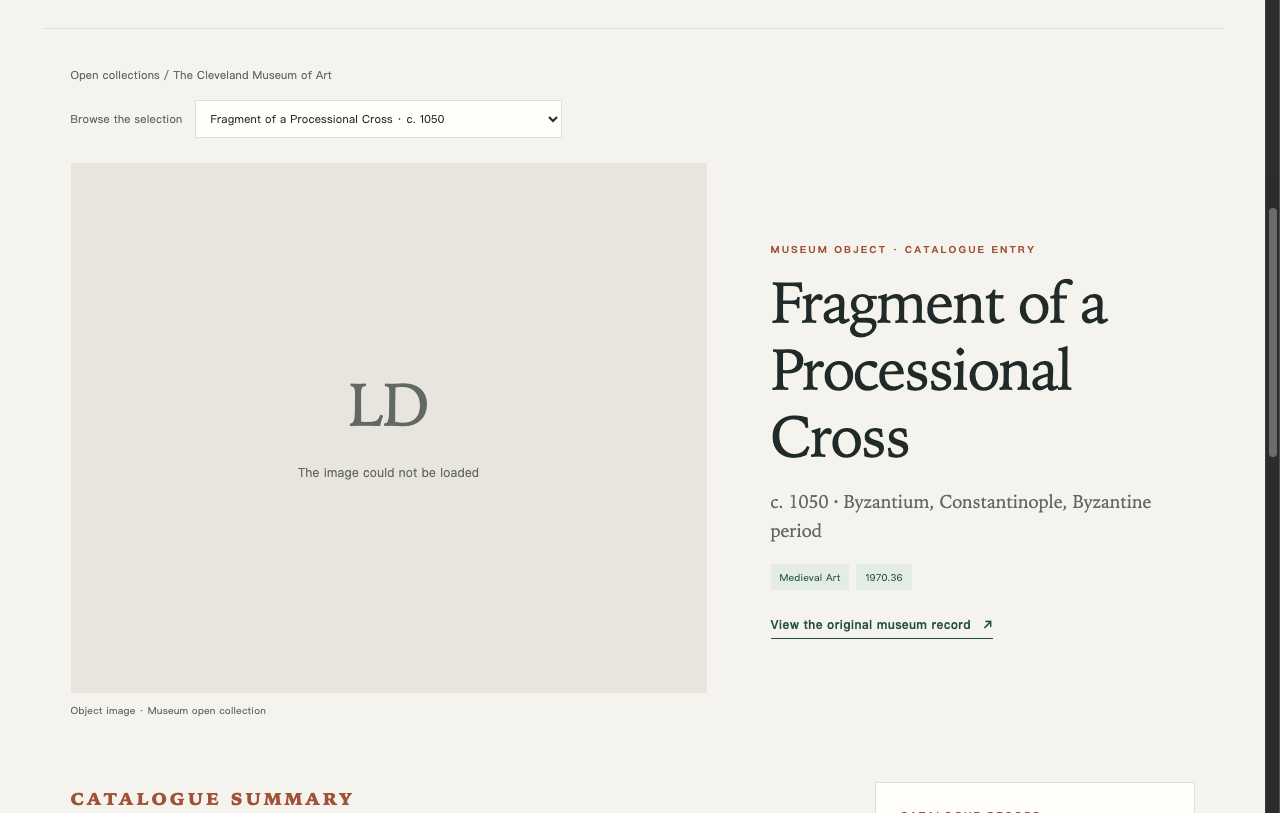 Open collections / The Cleveland Museum of Art
Browse the selection
Fragment of a Processional Cross · c. 1050
LD
The image could not be loaded
Object image · Museum open collection
MUSEUM OBJECT · CATALOGUE ENTRY
Fragment of a
Processional
Cross
c. 1050 · Byzantium, Constantinople, Byzantine
period
Medieval Art
1970.36
View the original museum record ↗
CATALOGUE SUMMARY